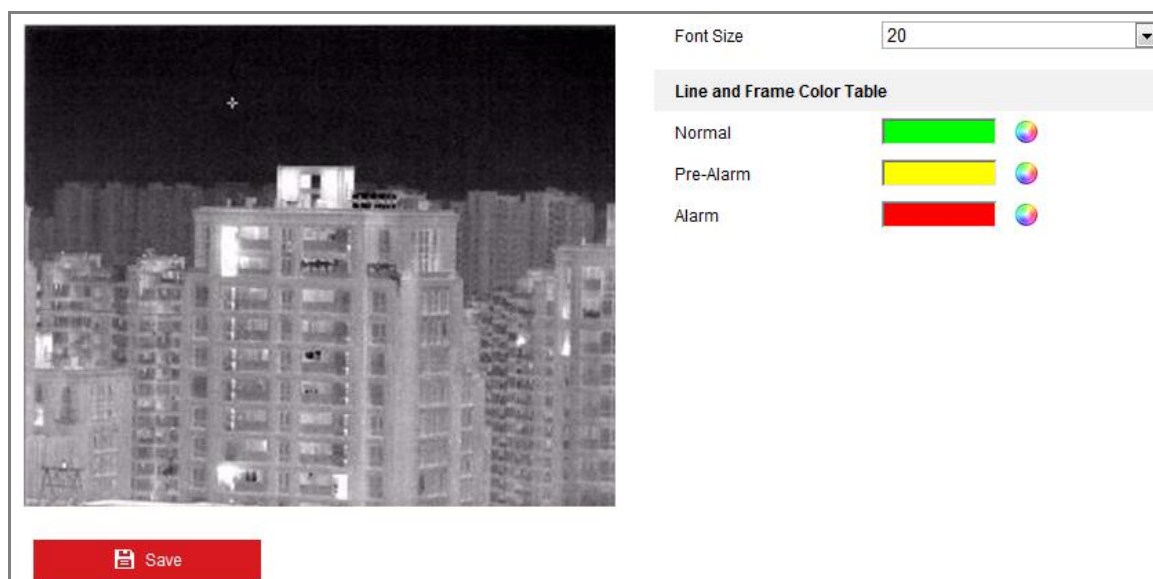 Font Size 20
Line and Frame Color Table
Normal
Pre-Alarm
Alarm
Save